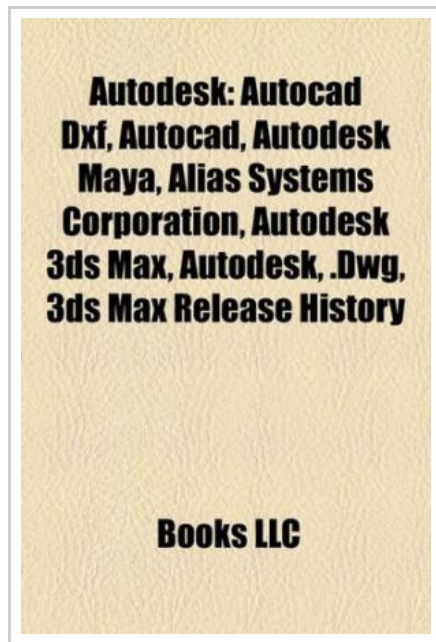 Autodesk: Autocad
Dxf, Autocad, Autodesk
Maya, Alias Systems
Corporation, Autodesk
3ds Max, Autodesk, .Dwg,
3ds Max Release History
Books LLC